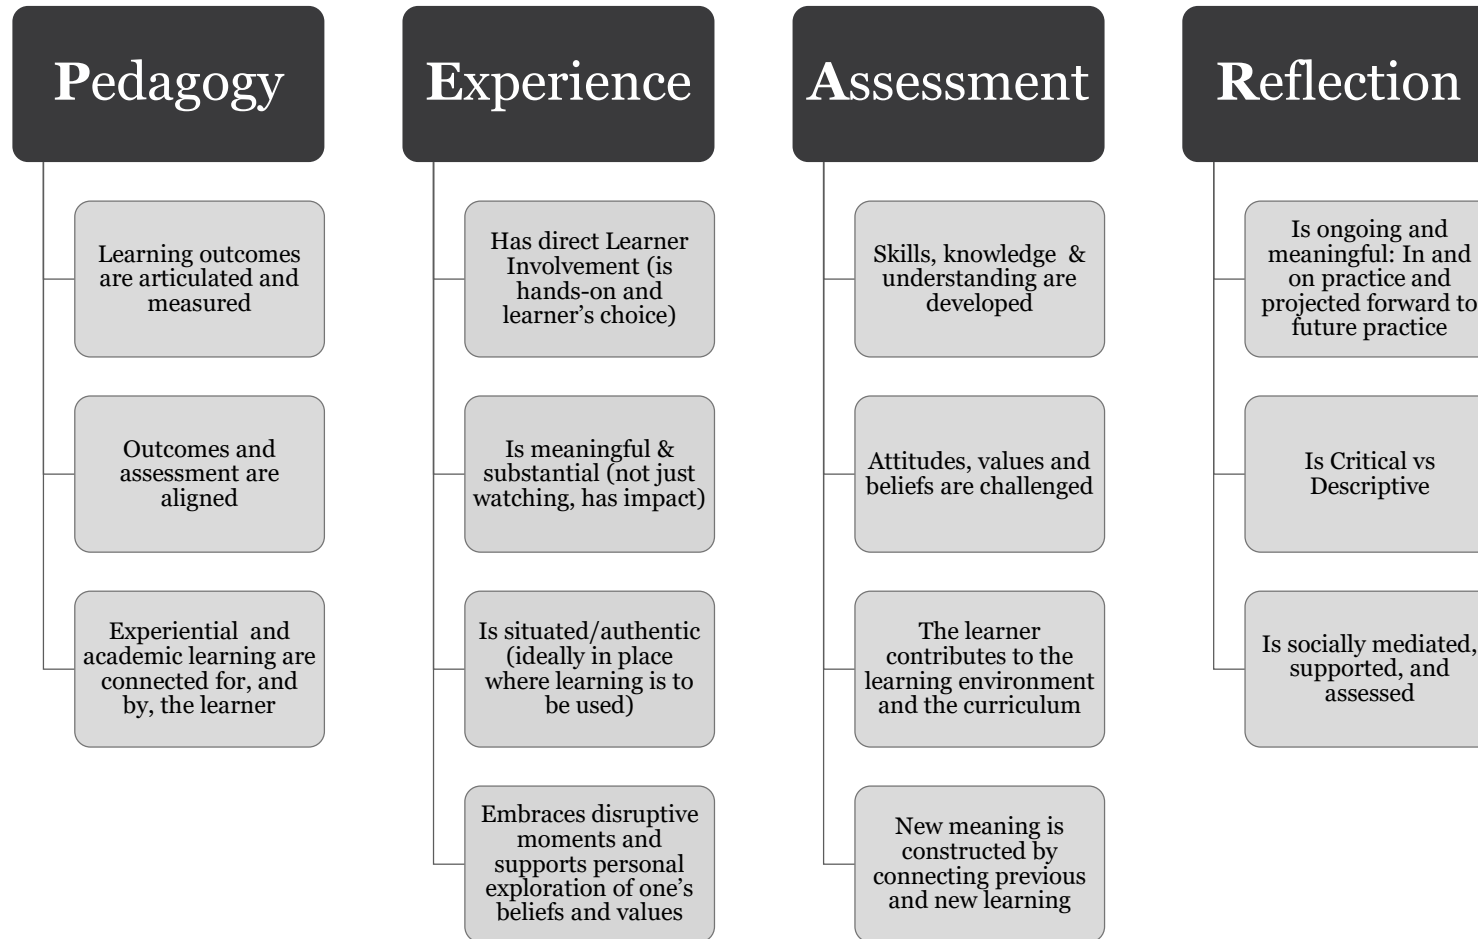 Pedagogy
Learning outcomes
are articulated and
measured
Outcomes and
assessment are
aligned
Experiential and
academic learning are
connected for, and
by, the learner
Experience
Has direct Learner
Involvement (is
hands-on and
learner’s choice)
Is meaningful &
substantial (not just
watching, has impact)
Is situated/authentic
(ideally in place
where learning is to
be used)
Embraces disruptive
moments and
supports personal
exploration of one’s
beliefs and values
Assessment
Skills, knowledge &
understanding are
developed
Attitudes, values and
beliefs are challenged
The learner
contributes to the
learning environment
and the curriculum
New meaning is
constructed by
connecting previous
and new learning
Reflection
Is ongoing and
meaningful: In and
on practice and
projected forward to
future practice
Is Critical vs
Descriptive
Is socially mediated,
supported, and
assessed